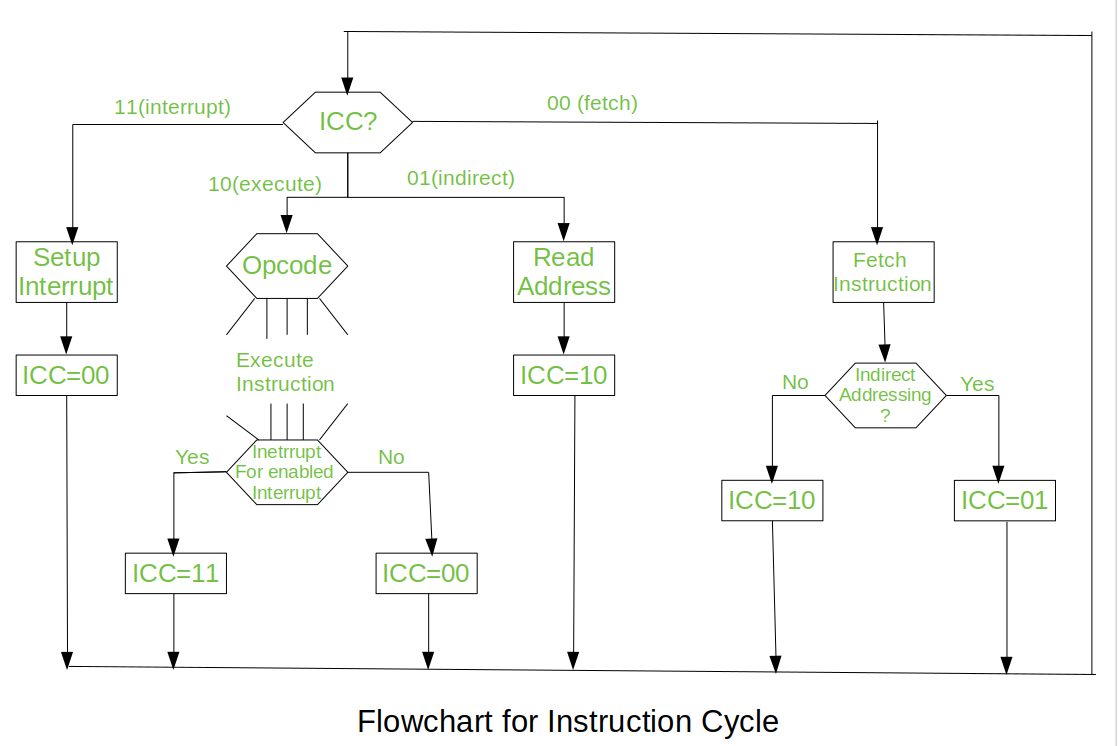 11(interrupt)
ICC?
00 (fetch)
10(execute)
01(indirect)
Setup
Interrupt
Opcode
Read
Address
Fetch
Instruction
ICC=00
Execute
Instruction
ICC=10
No
Indirect
Addressing
?
Yes
Yes
Inetrrupt
For enabled
Interrupt
No
ICC=10
ICC=01
ICC=11
ICC=00
Flowchart for Instruction Cycle